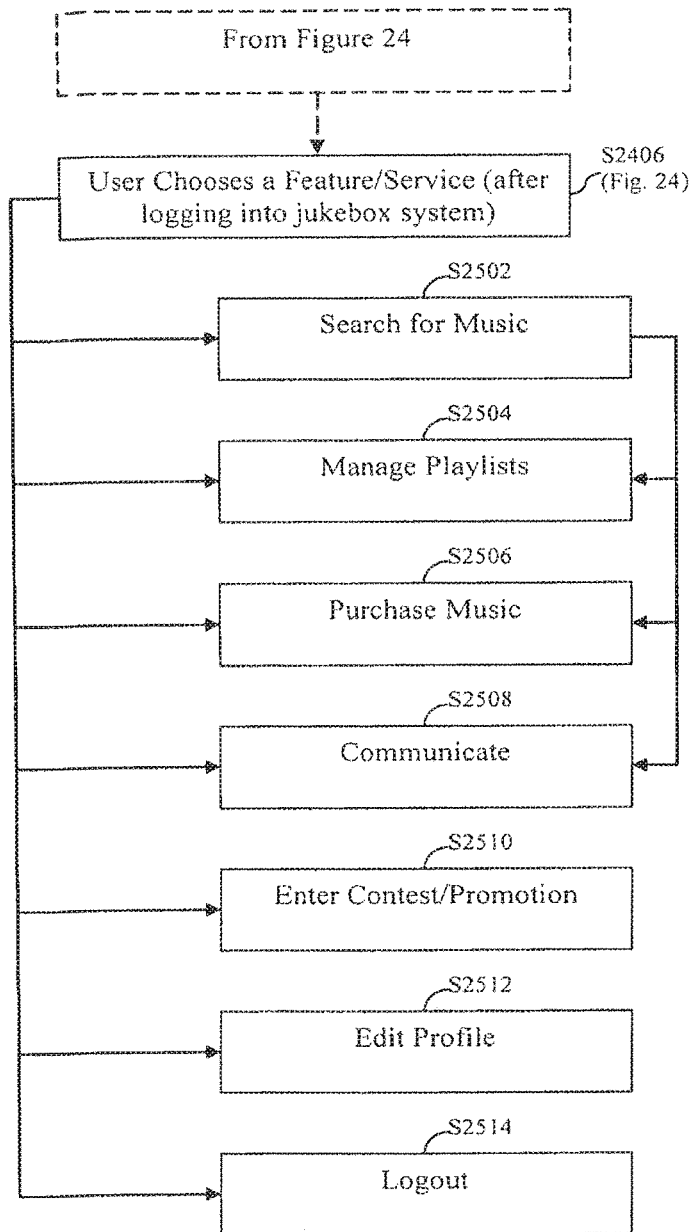 From Figure 24
User Chooses a Feature/Service (after
logging into jukebox system)
S2406
(Fig. 24)
S2502
Search for Music
S2504
Manage Playlists
S2506
Purchase Music
S2508
Communicate
S2510
Enter Contest/Promotion
S2512
Edit Profile
S2514
Logout